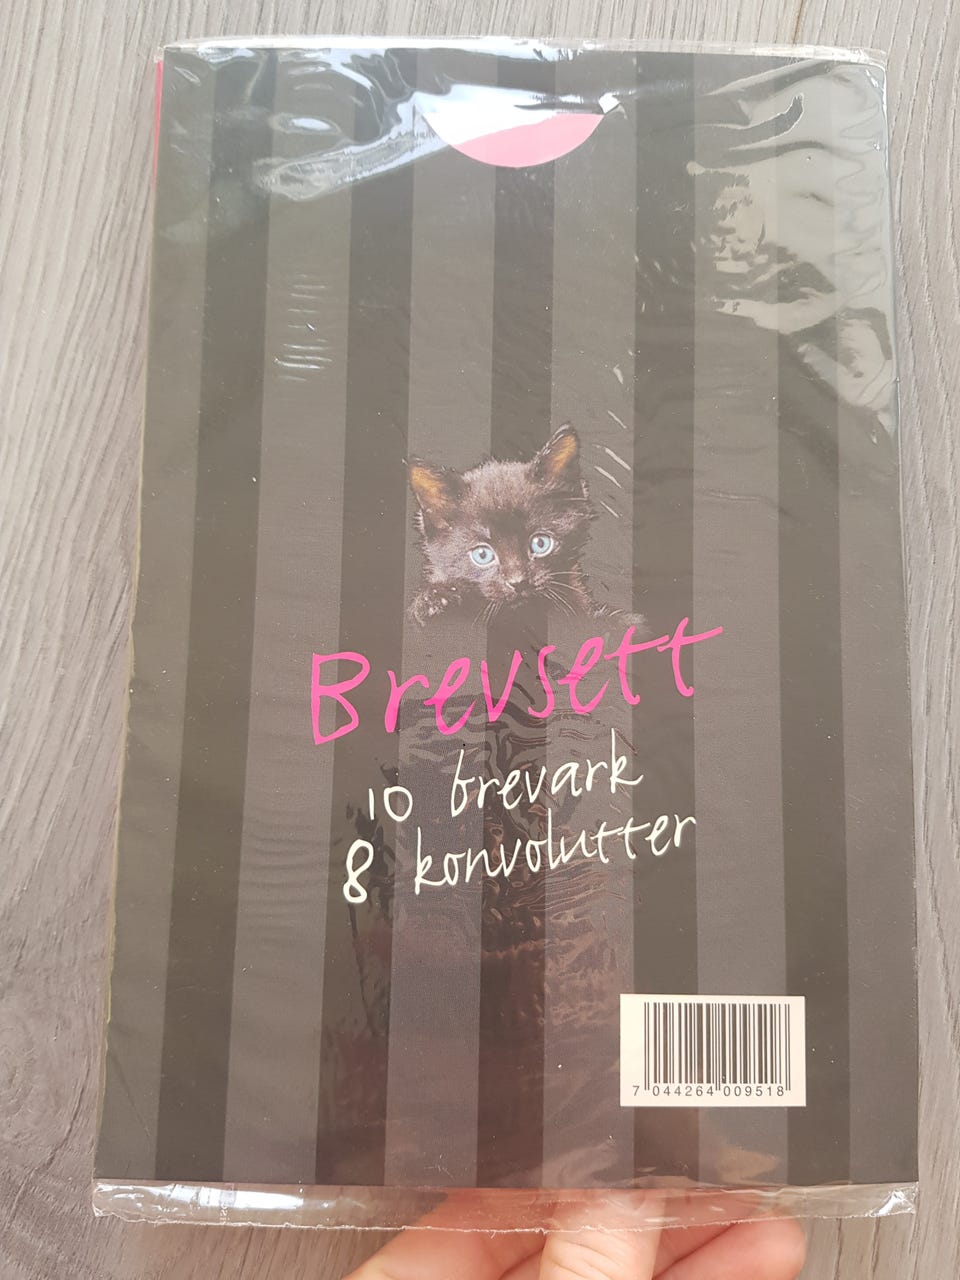 Brevsett
10 brevark
8 konvolutter
7 044264 009518